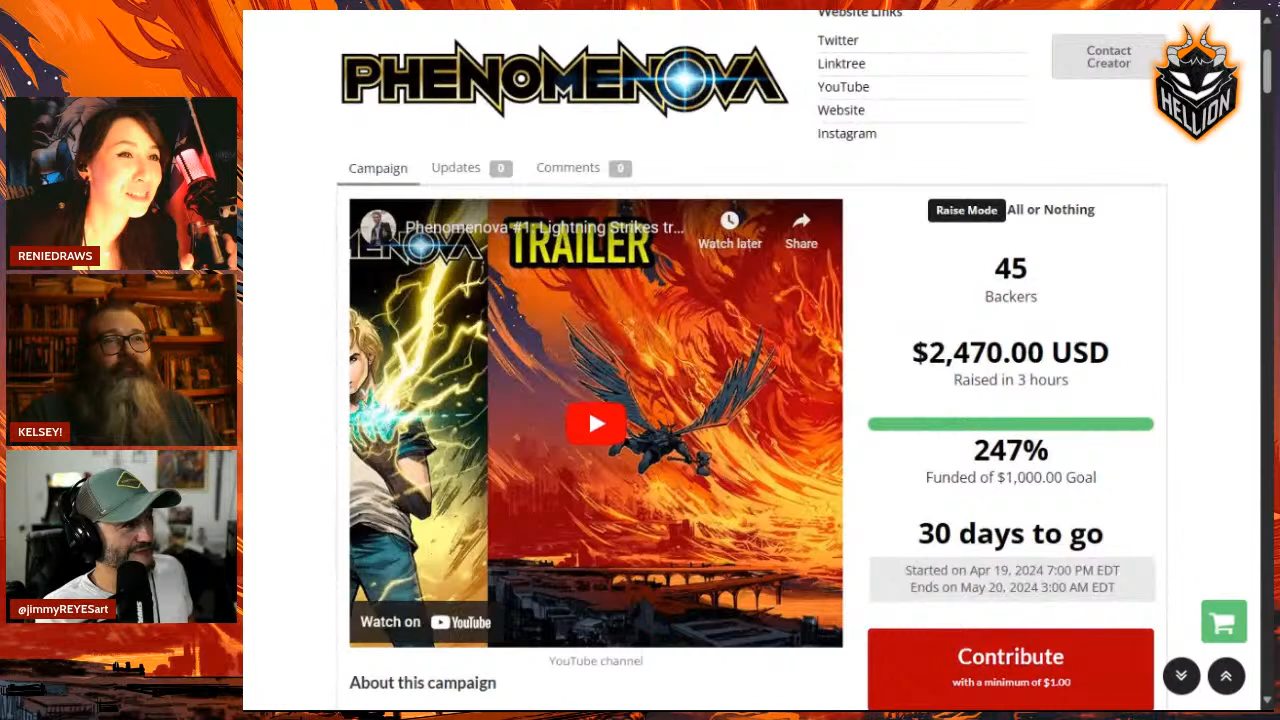 Website Links
Twitter
Linktree
YouTube
Website
Instagram
Contact
Creator
HELLION
PHENOMENOVA
Campaign
Updates 0
Comments 0
Phenomenova #1: Lightning Strikes tr...
Watch later
Share
TRAILER
Watch on YouTube
YouTube channel
About this campaign
Raise Mode All or Nothing
45
Backers
$2,470.00 USD
Raised in 3 hours
247%
Funded of $1,000.00 Goal
30 days to go
Started on Apr 19, 2024 7:00 PM EDT
Ends on May 20, 2024 3:00 AM EDT
Contribute
with a minimum of $1.00
RENIEDRAWS
KELSEY!
@jimmyREYESart